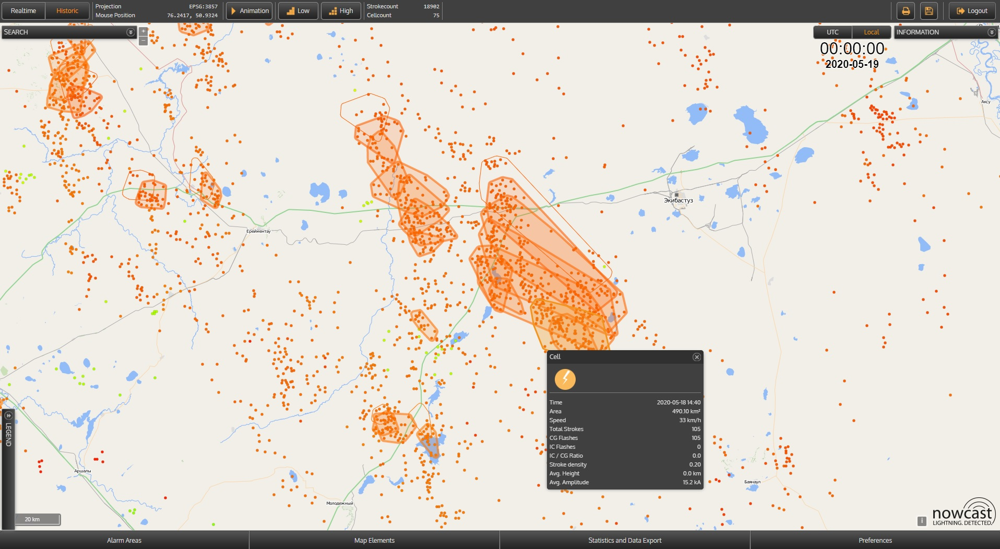 Realtime
Historic
Projection EPSG:3857
Mouse Position 76.2417, 50.9324
Animation
Low
High
Strokecount 18902
Cellcount 75
Logout
SEARCH
+
−
UTC
Local
INFORMATION
00:00:00
2020-05-19
Аксу
Экибастуз
Ерейментау
Cell
Time 2020-05-18 14:40
Area 490.10 km²
Speed 33 km/h
Total Strokes 105
CG Flashes 105
IC Flashes 0
IC / CG Ratio 0.0
Stroke density 0.20
Avg. Height 0.0 km
Avg. Amplitude 15.2 kA
LEGEND
Аршалы
Баянаул
Молодежный
20 km
i
nowcast
LIGHTNING. DETECTED.
Alarm Areas
Map Elements
Statistics and Data Export
Preferences